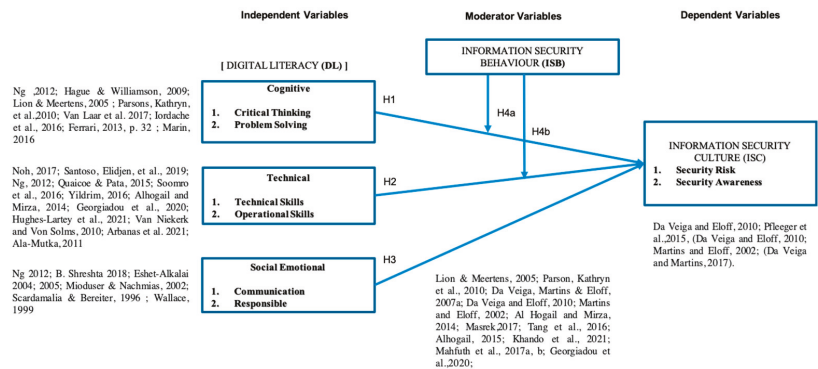 Independent Variables
Moderator Variables
Dependent Variables
[ DIGITAL LITERACY (DL) ]
INFORMATION SECURITY
BEHAVIOUR (ISB)
Ng ,2012; Hague & Williamson, 2009;
Lion & Meertens, 2005 ; Parsons, Kathryn,
et al.,2010; Van Laar et al. 2017; Iordache
et al., 2016; Ferrari, 2013, p. 32 ; Marin,
2016
Cognitive
1. Critical Thinking
2. Problem Solving
H1
H4a
H4b
INFORMATION SECURITY
CULTURE (ISC)
1. Security Risk
2. Security Awareness
Noh, 2017; Santoso, Elidjen, et al., 2019;
Ng, 2012; Quaicoe & Pata, 2015; Soomro
et al., 2016; Yildrim, 2016; Alhogail and
Mirza, 2014; Georgiadou et al., 2020;
Hughes-Lartey et al., 2021; Van Niekerk
and Von Solms, 2010; Arbanas et al. 2021;
Ala-Mutka, 2011
Technical
1. Technical Skills
2. Operational Skills
H2
Da Veiga and Eloff, 2010; Pfleeger et
al.,2015, (Da Veiga and Eloff, 2010;
Martins and Eloff, 2002; (Da Veiga
and Martins, 2017).
Ng 2012; B. Shreshta 2018; Eshet-Alkalai
2004; 2005; Mioduser & Nachmias, 2002;
Scardamalia & Bereiter, 1996 ; Wallace,
1999
Social Emotional
1. Communication
2. Responsible
H3
Lion & Meertens, 2005; Parson, Kathryn
et al., 2010; Da Veiga, Martins & Eloff,
2007a; Da Veiga and Eloff, 2010; Martins
and Eloff, 2002; Al Hogail and Mirza,
2014; Masrek,2017; Tang et al., 2016;
Alhogail, 2015; Khando et al., 2021;
Mahfuth et al., 2017a, b; Georgiadou et
al.,2020;